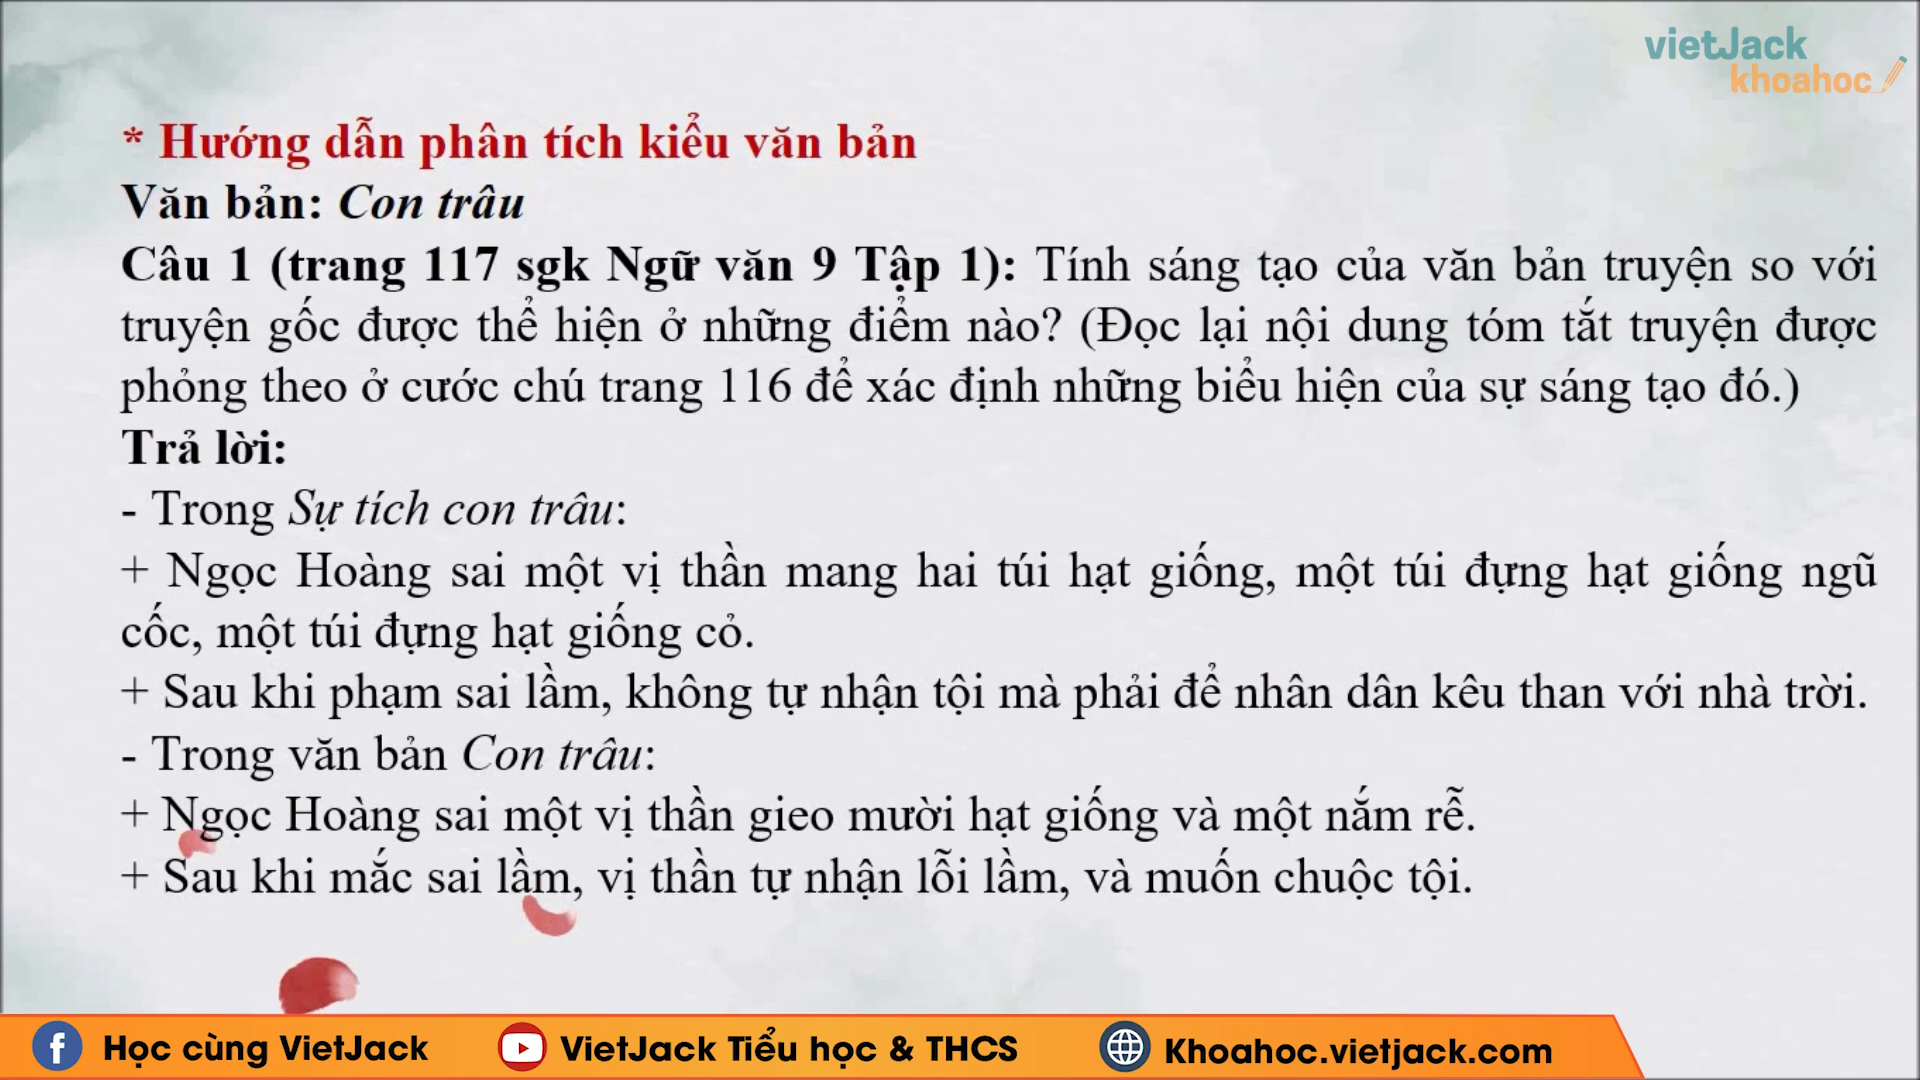 vietJack
khoahoc
* Hướng dẫn phân tích kiểu văn bản
Văn bản: Con trâu
Câu 1 (trang 117 sgk Ngữ văn 9 Tập 1): Tính sáng tạo của văn bản truyện so với
truyện gốc được thể hiện ở những điểm nào? (Đọc lại nội dung tóm tắt truyện được
phỏng theo ở cước chú trang 116 để xác định những biểu hiện của sự sáng tạo đó.)
Trả lời:
- Trong Sự tích con trâu:
+ Ngọc Hoàng sai một vị thần mang hai túi hạt giống, một túi đựng hạt giống ngũ
cốc, một túi đựng hạt giống cỏ.
+ Sau khi phạm sai lầm, không tự nhận tội mà phải để nhân dân kêu than với nhà trời.
- Trong văn bản Con trâu:
+ Ngọc Hoàng sai một vị thần gieo mười hạt giống và một nắm rễ.
+ Sau khi mắc sai lầm, vị thần tự nhận lỗi lầm, và muốn chuộc tội.
Học cùng VietJack
VietJack Tiểu học & THCS
Khoahoc.vietjack.com